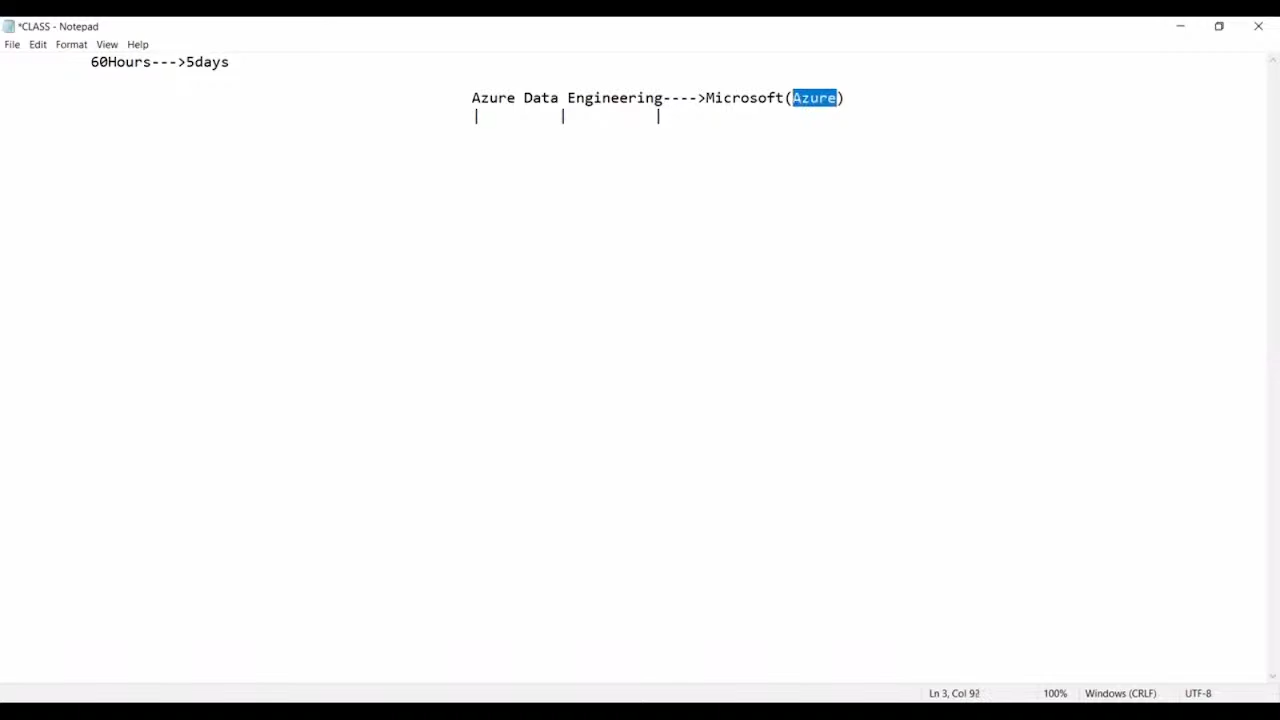 *CLASS - Notepad
File Edit Format View Help
60Hours--->5days
Azure Data Engineering---->Microsoft(Azure)
| | |
Ln 3, Col 92 100% Windows (CRLF) UTF-8